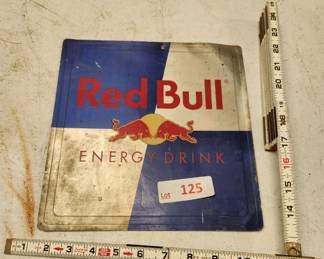 Red Bull
ENERGY DRINK
Lot 125